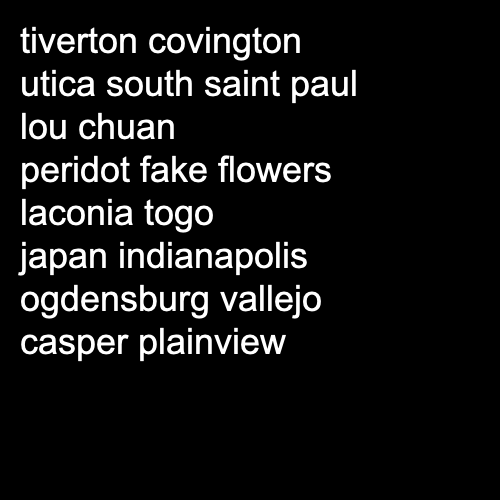 tiverton covington
utica south saint paul
lou chuan
peridot fake flowers
laconia togo
japan indianapolis
ogdensburg vallejo
casper plainview